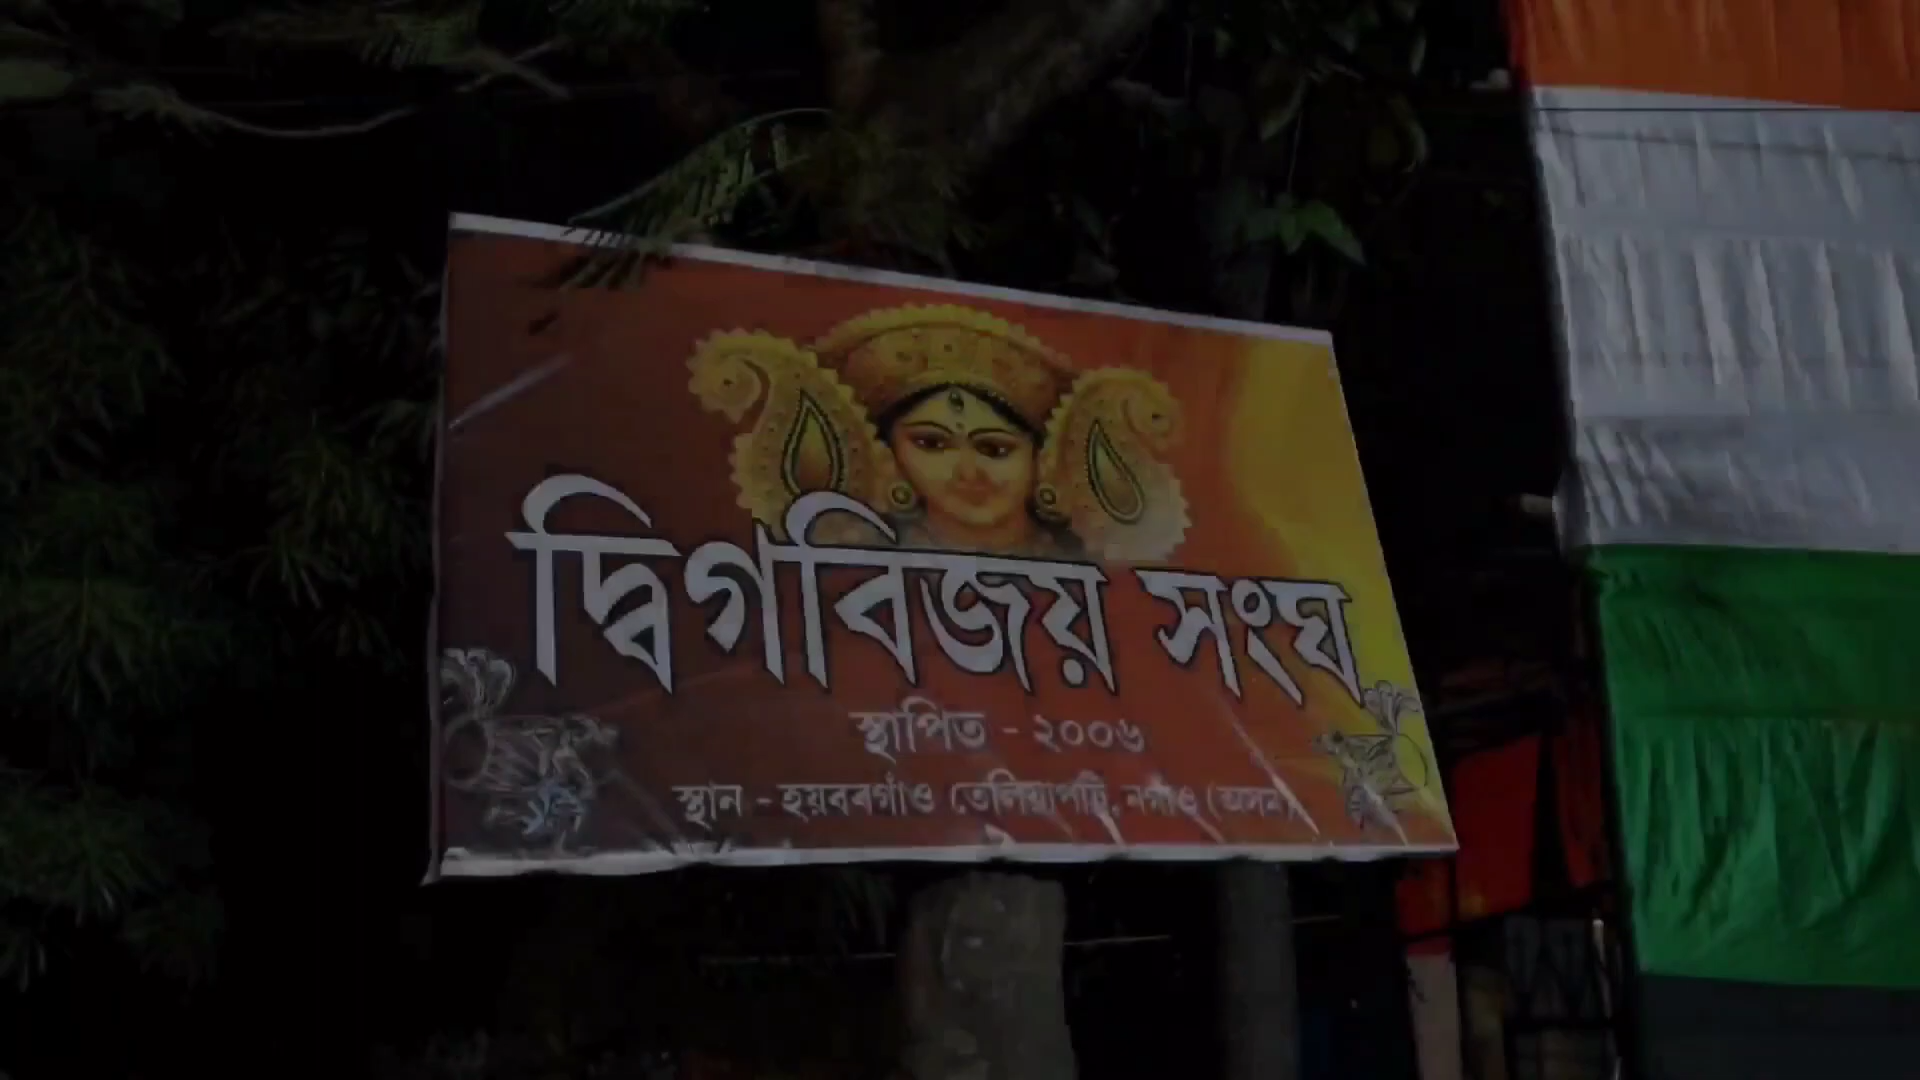 দ্বিগবিজয় সংঘ
স্থাপিত - ২০০৬
স্থান - হয়বৰগাঁও তেলিয়াপট্টি, নগাঁও (অসম)